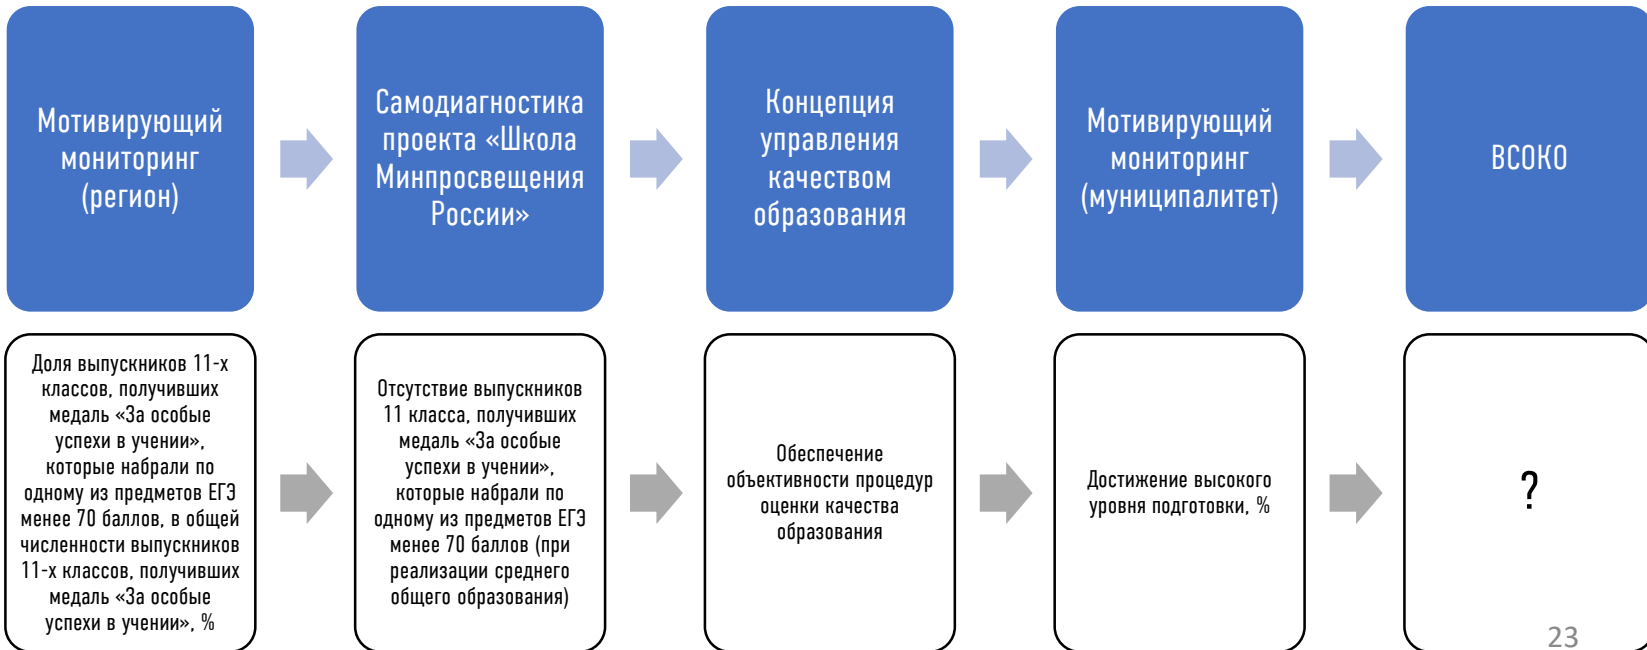 Мотивирующий
мониторинг
(регион)
Самодиагностика
проекта «Школа
Минпросвещения
России»
Концепция
управления
качеством
образования
Мотивирующий
мониторинг
(муниципалитет)
ВСОКО
Доля выпускников 11-х
классов, получивших
медаль «За особые
успехи в учении»,
которые набрали по
одному из предметов ЕГЭ
менее 70 баллов, в общей
численности выпускников
11-х классов, получивших
медаль «За особые
успехи в учении», %
Отсутствие выпускников
11 класса, получивших
медаль «За особые
успехи в учении»,
которые набрали по
одному из предметов ЕГЭ
менее 70 баллов (при
реализации среднего
общего образования)
Обеспечение
объективности процедур
оценки качества
образования
Достижение высокого
уровня подготовки, %
?
23